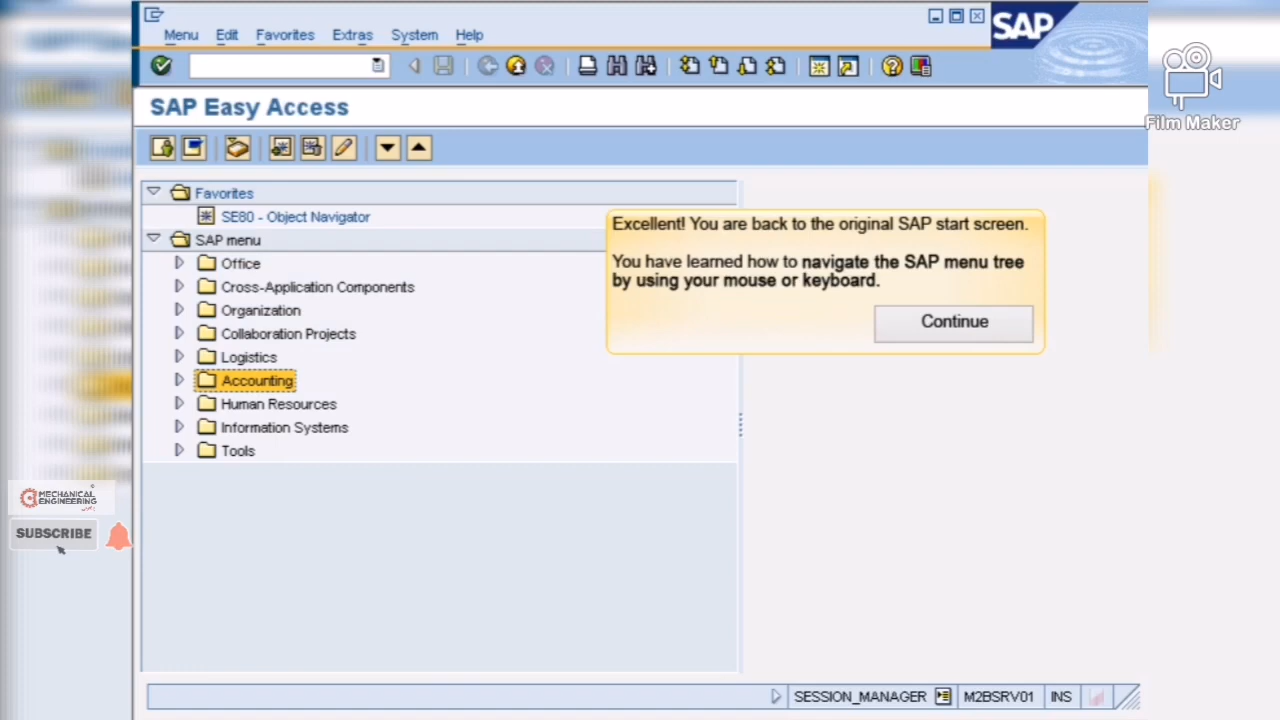 Menu Edit Favorites Extras System Help
SAP
Film Maker
SAP Easy Access
Favorites
SE80 - Object Navigator
SAP menu
Office
Cross-Application Components
Organization
Collaboration Projects
Logistics
Accounting
Human Resources
Information Systems
Tools
Excellent! You are back to the original SAP start screen.
You have learned how to navigate the SAP menu tree
by using your mouse or keyboard.
Continue
MECHANICAL
ENGINEERING
SUBSCRIBE
SESSION_MANAGER M2BSRV01 INS